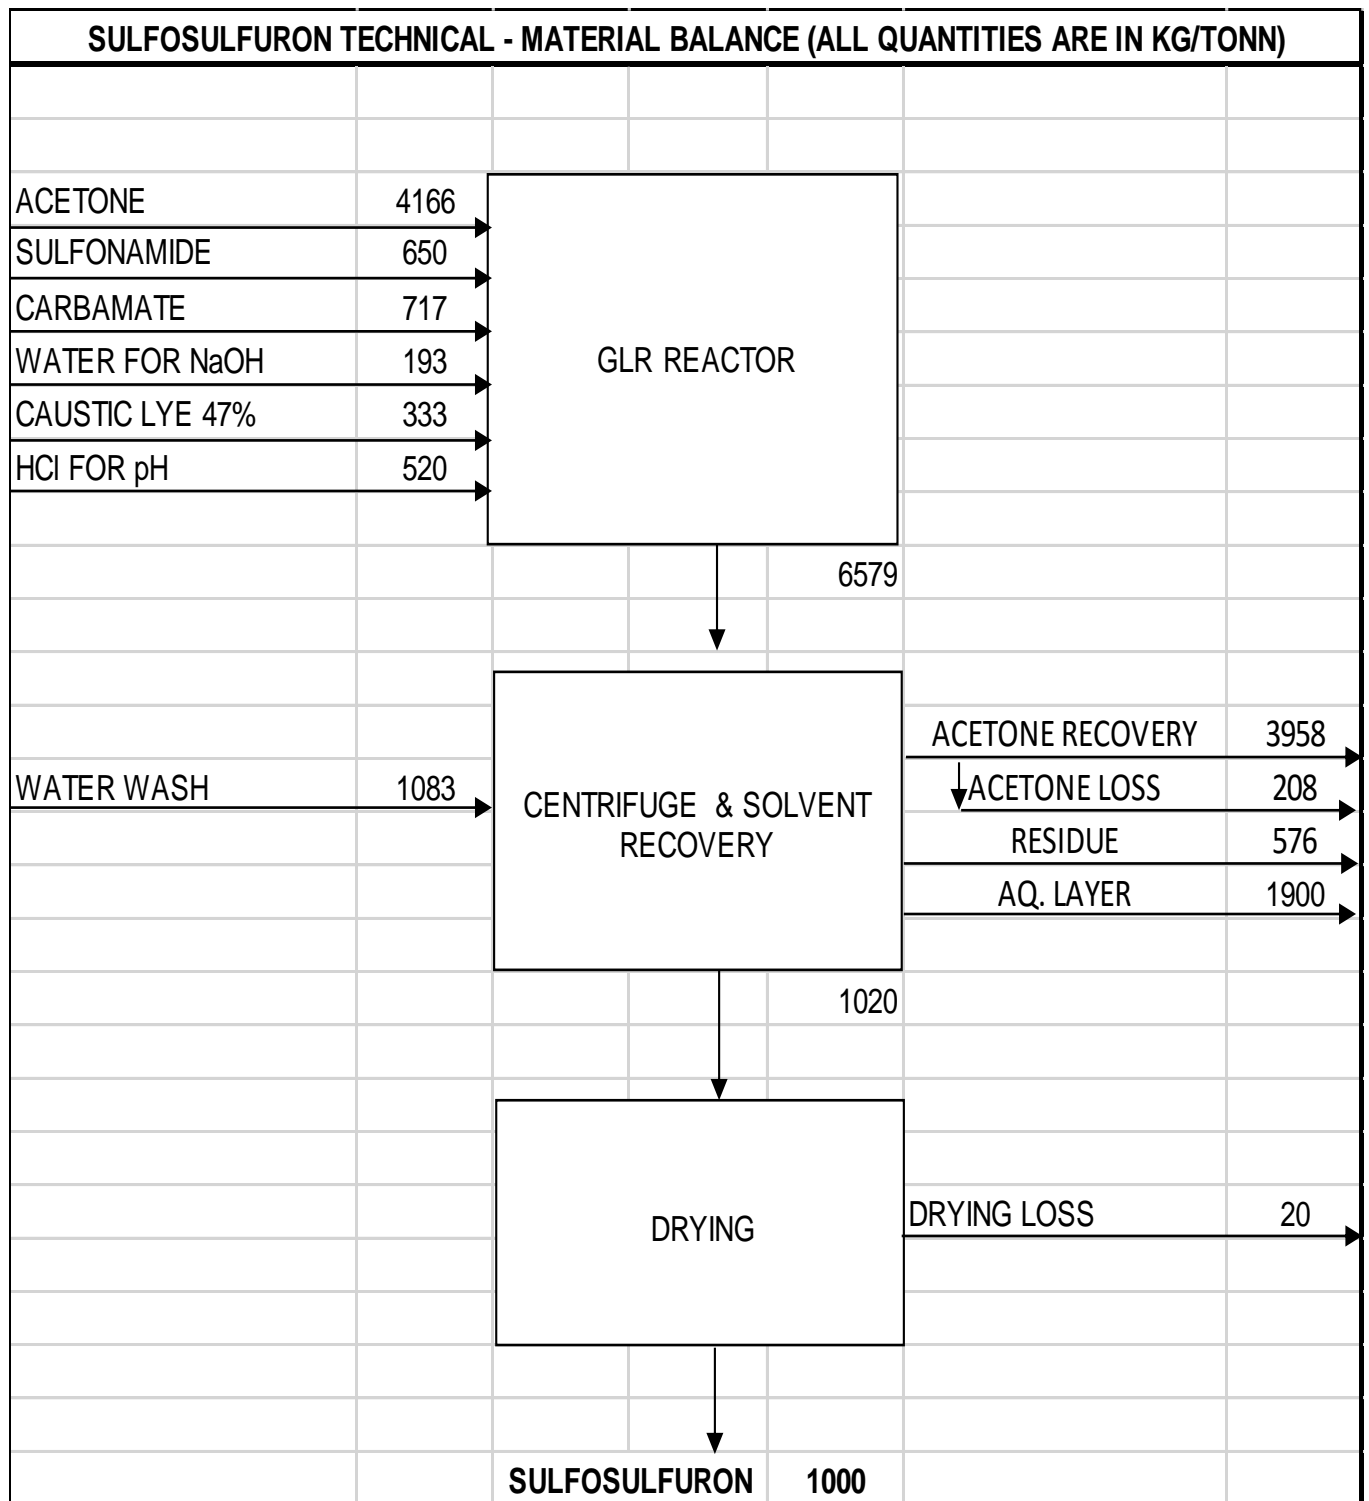 SULFOSULFURON TECHNICAL - MATERIAL BALANCE (ALL QUANTITIES ARE IN KG/TONN)
ACETONE 4166
SULFONAMIDE 650
CARBAMATE 717
WATER FOR NaOH 193
GLR REACTOR
CAUSTIC LYE 47% 333
HCl FOR pH 520
6579
ACETONE RECOVERY 3958
WATER WASH 1083
CENTRIFUGE & SOLVENT
RECOVERY
ACETONE LOSS 208
RESIDUE 576
AQ. LAYER 1900
1020
DRYING
DRYING LOSS 20
SULFOSULFURON 1000